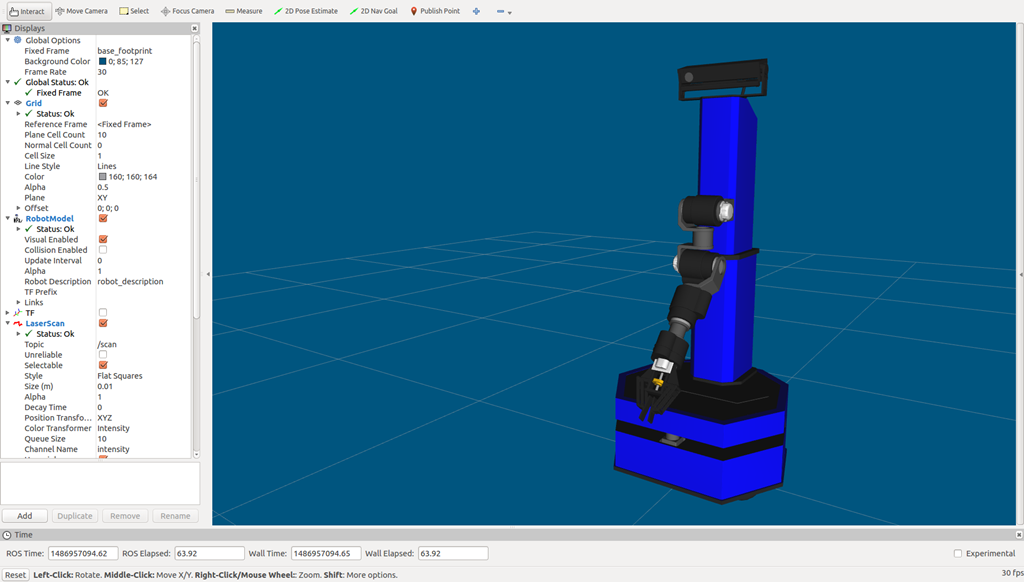 Interact Move Camera Select Focus Camera Measure 2D Pose Estimate 2D Nav Goal Publish Point
Displays
Global Options
Fixed Frame base_footprint
Background Color 0; 85; 127
Frame Rate 30
Global Status: Ok
Fixed Frame OK
Grid
Status: Ok
Reference Frame <Fixed Frame>
Plane Cell Count 10
Normal Cell Count 0
Cell Size 1
Line Style Lines
Color 160; 160; 164
Alpha 0.5
Plane XY
Offset 0; 0; 0
RobotModel
Status: Ok
Visual Enabled
Collision Enabled
Update Interval 0
Alpha 1
Robot Description robot_description
TF Prefix
Links
TF
LaserScan
Status: Ok
Topic /scan
Unreliable
Selectable
Style Flat Squares
Size (m) 0.01
Alpha 1
Decay Time 0
Position Transfo... XYZ
Color Transformer Intensity
Queue Size 10
Channel Name intensity
Add Duplicate Remove Rename
Time
ROS Time: 1486957094.62 ROS Elapsed: 63.92 Wall Time: 1486957094.65 Wall Elapsed: 63.92 Experimental
Reset Left-Click: Rotate. Middle-Click: Move X/Y. Right-Click/Mouse Wheel:: Zoom. Shift: More options. 30 fps